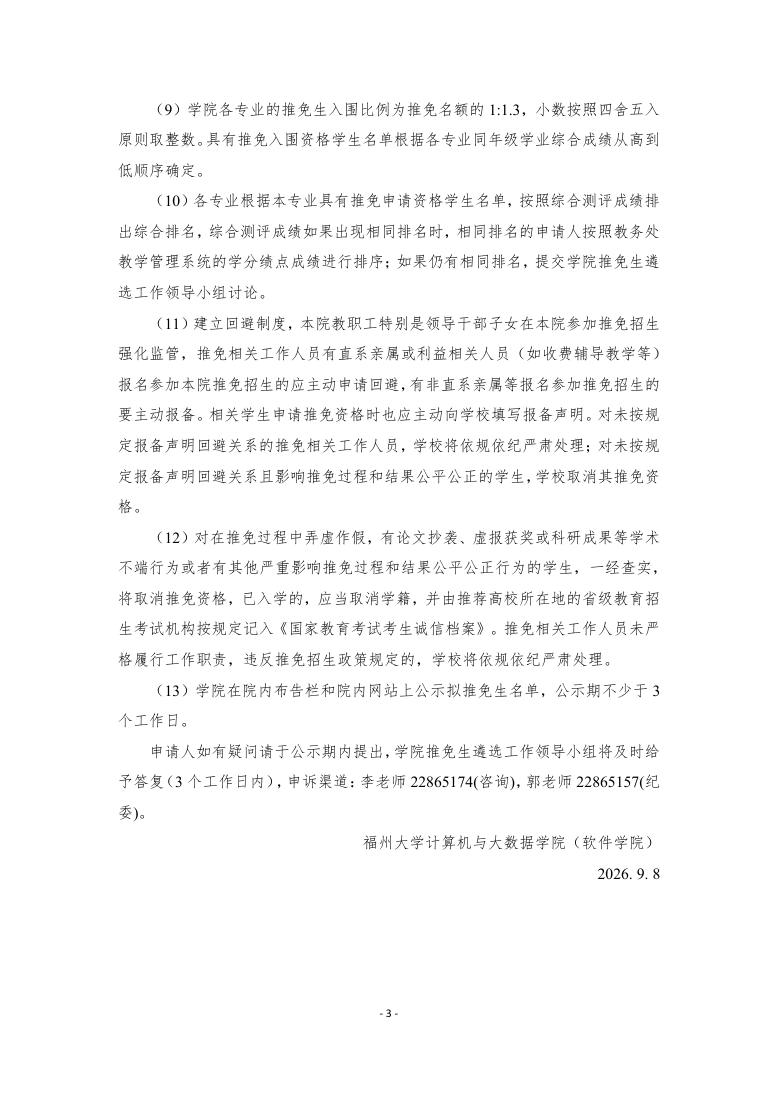 （9）学院各专业的推免生入围比例为推免名额的 1:1.3，小数按照四舍五入
原则取整数。具有推免入围资格学生名单根据各专业同年级学业综合成绩从高到
低顺序确定。
（10）各专业根据本专业具有推免申请资格学生名单，按照综合测评成绩排
出综合排名，综合测评成绩如果出现相同排名时，相同排名的申请人按照教务处
教学管理系统的学分绩点成绩进行排序；如果仍有相同排名，提交学院推免生遴
选工作领导小组讨论。
（11）建立回避制度，本院教职工特别是领导干部子女在本院参加推免招生
强化监管，推免相关工作人员有直系亲属或利益相关人员（如收费辅导教学等）
报名参加本院推免招生的应主动申请回避，有非直系亲属等报名参加推免招生的
要主动报备。相关学生申请推免资格时也应主动向学校填写报备声明。对未按规
定报备声明回避关系的推免相关工作人员，学校将依规依纪严肃处理；对未按规
定报备声明回避关系且影响推免过程和结果公平公正的学生，学校取消其推免资
格。
（12）对在推免过程中弄虚作假，有论文抄袭、虚报获奖或科研成果等学术
不端行为或者有其他严重影响推免过程和结果公平公正行为的学生，一经查实，
将取消推免资格，已入学的，应当取消学籍，并由推荐高校所在地的省级教育招
生考试机构按规定记入《国家教育考试考生诚信档案》。推免相关工作人员未严
格履行工作职责，违反推免招生政策规定的，学校将依规依纪严肃处理。
（13）学院在院内布告栏和院内网站上公示拟推免生名单，公示期不少于 3
个工作日。
申请人如有疑问请于公示期内提出，学院推免生遴选工作领导小组将及时给
予答复（3 个工作日内），申诉渠道：李老师 22865174(咨询)，郭老师 22865157(纪
委)。
福州大学计算机与大数据学院（软件学院）
2026. 9. 8
- 3 -